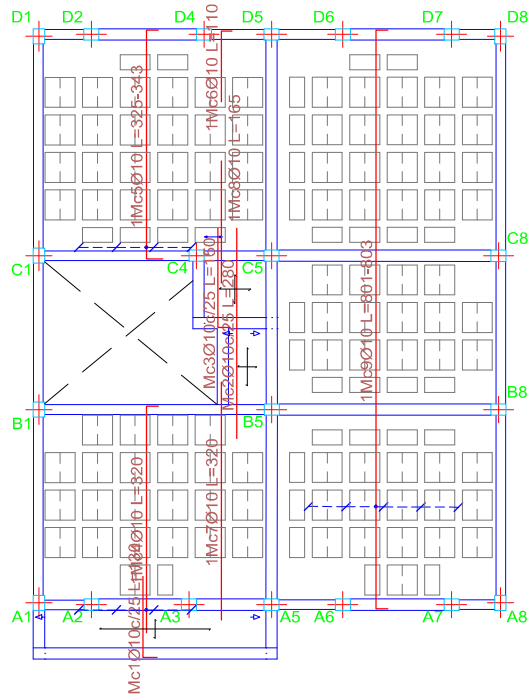 D1
D2
D4
D5
D6
D7
D8
1Mc6Ø10 L=110
1Mc5Ø10 L=325-343
1Mc8Ø10 L=165
C1
C4
C5
C8
Mc3Ø10c/25 L=150
Mc2Ø10c/25 L=280
1Mc9Ø10 L=801-803
B1
B5
B8
1Mc7Ø10 L=320
Ø10 L=320
Mc1Ø10c/25 L=
A1
A2
A3
A5
A6
A7
A8